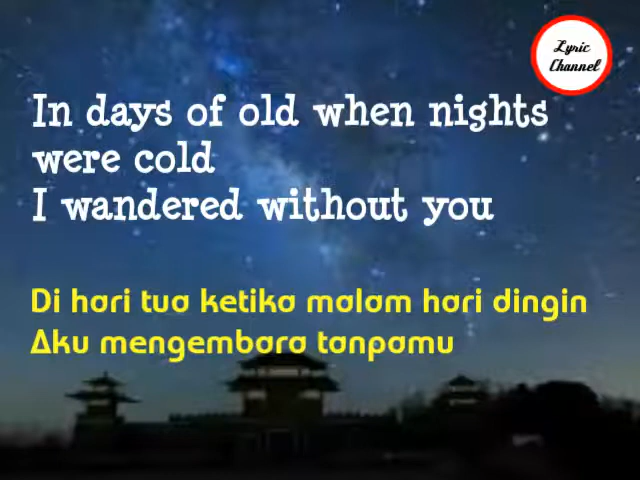 Lyric
Channel
In days of old when nights
were cold
I wandered without you
Di hari tua ketika malam hari dingin
Aku mengembara tanpamu